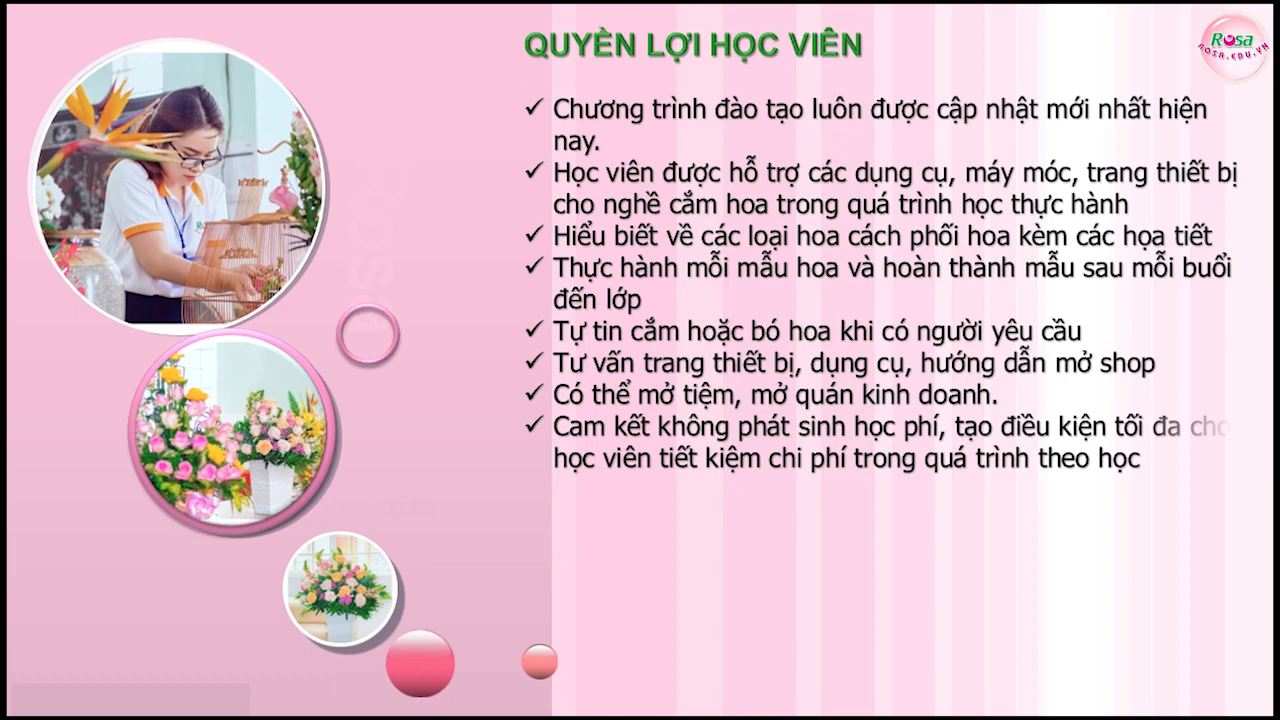 QUYỀN LỢI HỌC VIÊN
Rosa
ROSA.EDU.VN
✓ Chương trình đào tạo luôn được cập nhật mới nhất hiện
nay.
✓ Học viên được hỗ trợ các dụng cụ, máy móc, trang thiết bị
cho nghề cắm hoa trong quá trình học thực hành
✓ Hiểu biết về các loại hoa cách phối hoa kèm các họa tiết
✓ Thực hành mỗi mẫu hoa và hoàn thành mẫu sau mỗi buổi
đến lớp
✓ Tự tin cắm hoặc bó hoa khi có người yêu cầu
✓ Tư vấn trang thiết bị, dụng cụ, hướng dẫn mở shop
✓ Có thể mở tiệm, mở quán kinh doanh.
✓ Cam kết không phát sinh học phí, tạo điều kiện tối đa cho
học viên tiết kiệm chi phí trong quá trình theo học
Rosa